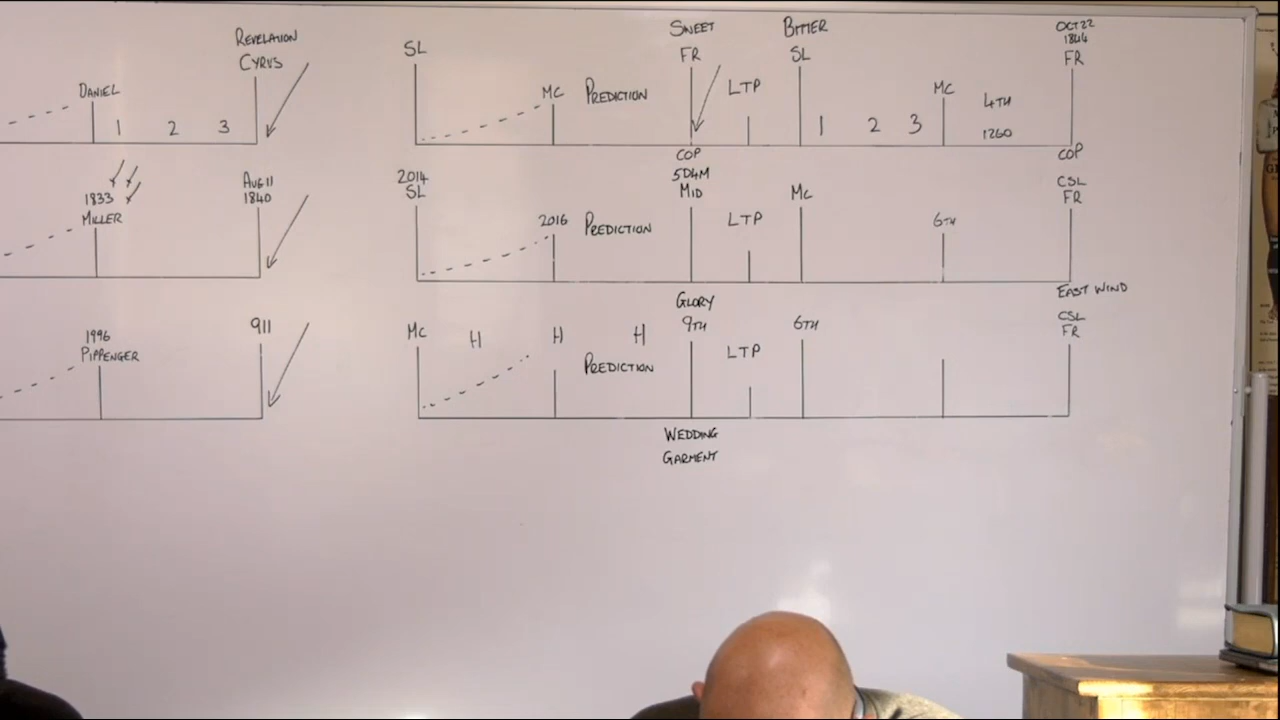 REVELATION
CYRUS
DANIEL
1 2 3
SL
MC PREDICTION
SWEET
FR
LTP
BITTER
SL
1 2 3
MC
4TH
1260
OCT 22
1844
FR
COP
COP
1833
MILLER
AUG 11
1840
2014
SL
2016 PREDICTION
5D4M
MID
LTP
MC
6TH
CSL
FR
GLORY
EAST WIND
1996
PIPPENGER
911
MC H H H
PREDICTION
9TH
LTP
6TH
CSL
FR
WEDDING
GARMENT